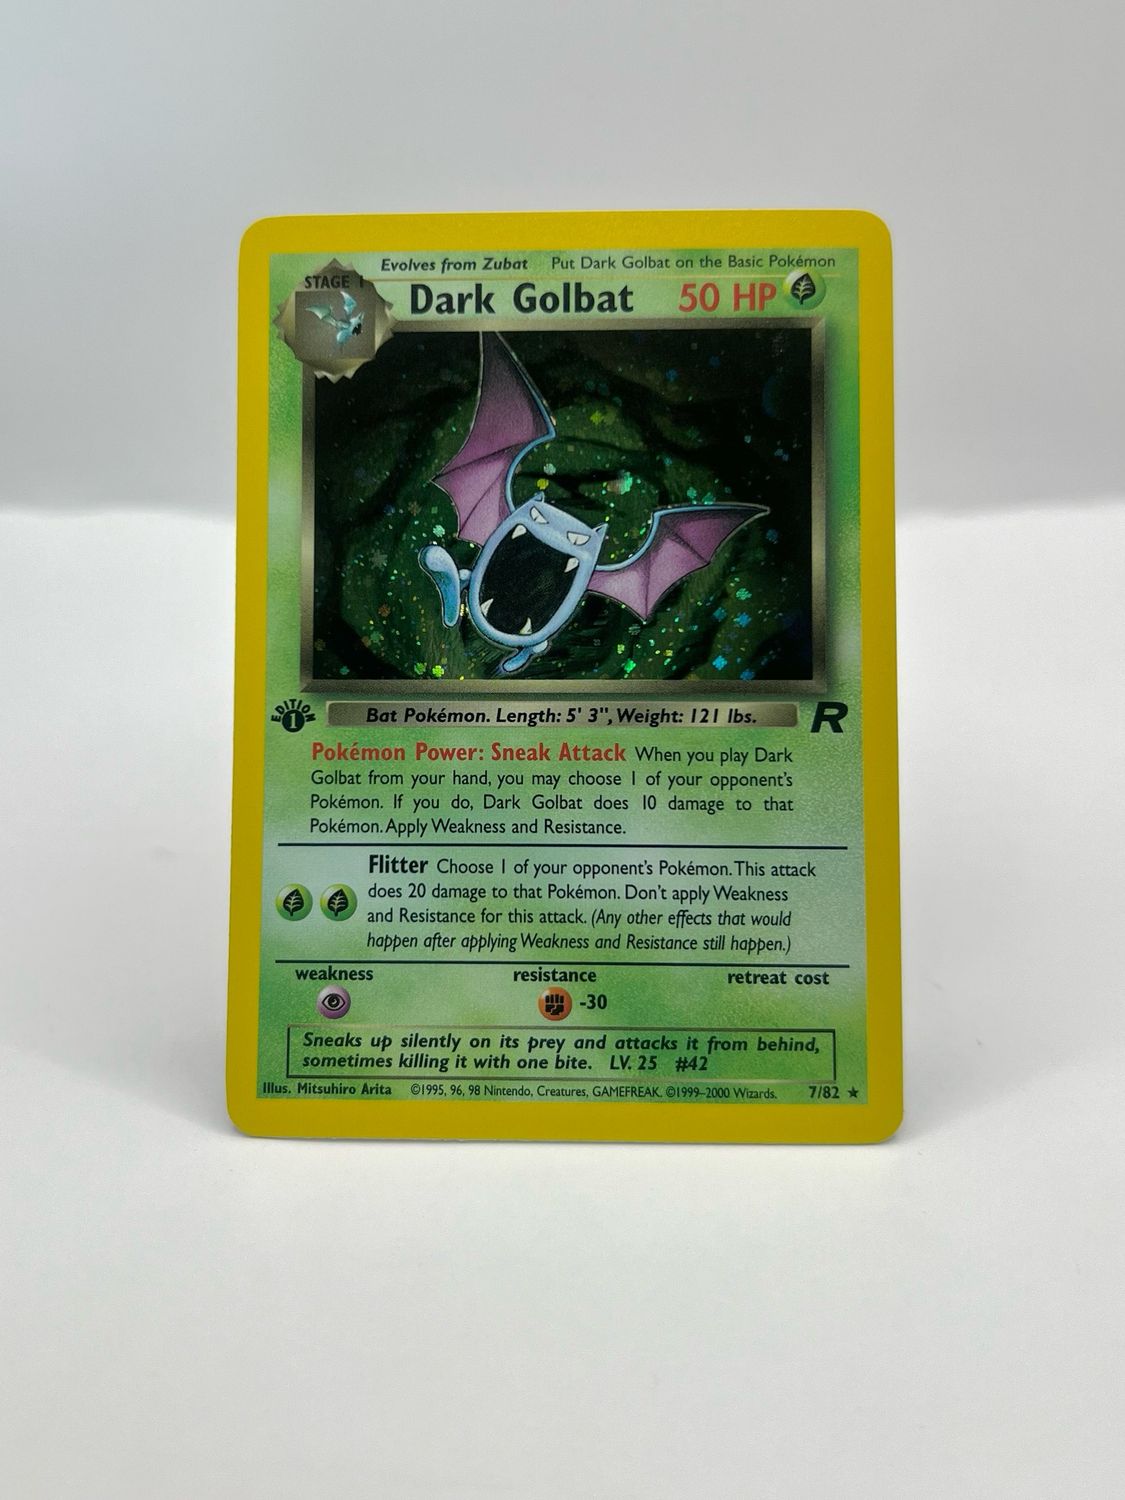 Evolves from Zubat Put Dark Golbat on the Basic Pokémon
STAGE 1
Dark Golbat 50 HP
EDITION 1
Bat Pokémon. Length: 5' 3", Weight: 121 lbs.
R
Pokémon Power: Sneak Attack When you play Dark
Golbat from your hand, you may choose 1 of your opponent's
Pokémon. If you do, Dark Golbat does 10 damage to that
Pokémon. Apply Weakness and Resistance.
Flitter Choose 1 of your opponent's Pokémon. This attack
does 20 damage to that Pokémon. Don't apply Weakness
and Resistance for this attack. (Any other effects that would
happen after applying Weakness and Resistance still happen.)
weakness resistance retreat cost
-30
Sneaks up silently on its prey and attacks it from behind,
sometimes killing it with one bite. LV. 25 #42
Illus. Mitsuhiro Arita ©1995, 96, 98 Nintendo, Creatures, GAMEFREAK. ©1999–2000 Wizards. 7/82 ★